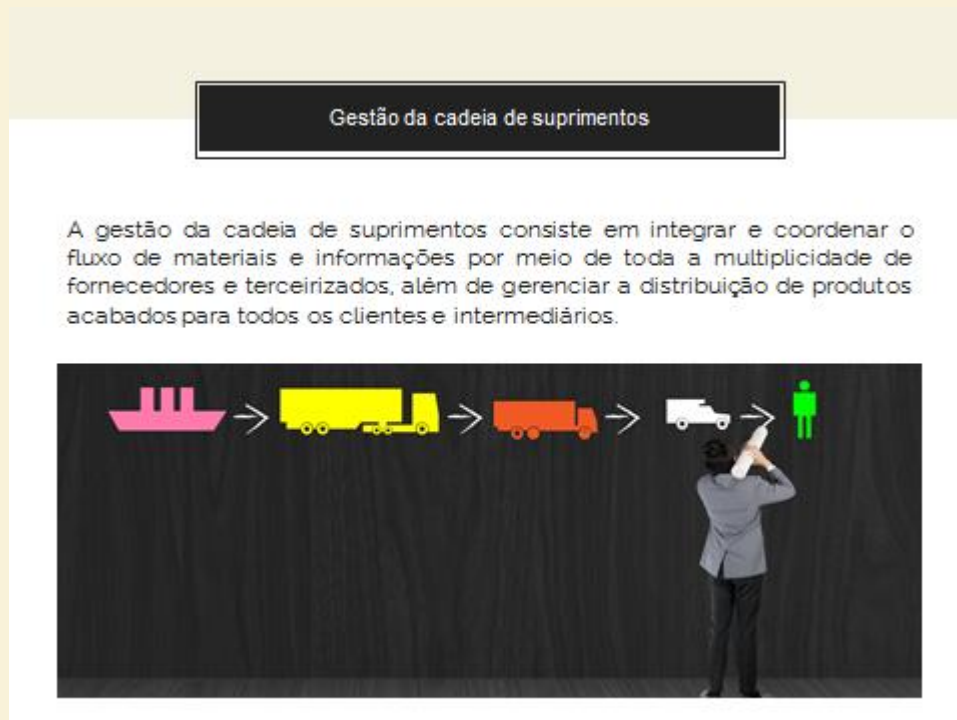 Gestão da cadeia de suprimentos
A gestão da cadeia de suprimentos consiste em integrar e coordenar o
fluxo de materiais e informações por meio de toda a multiplicidade de
fornecedores e terceirizados, além de gerenciar a distribuição de produtos
acabados para todos os clientes e intermediários.